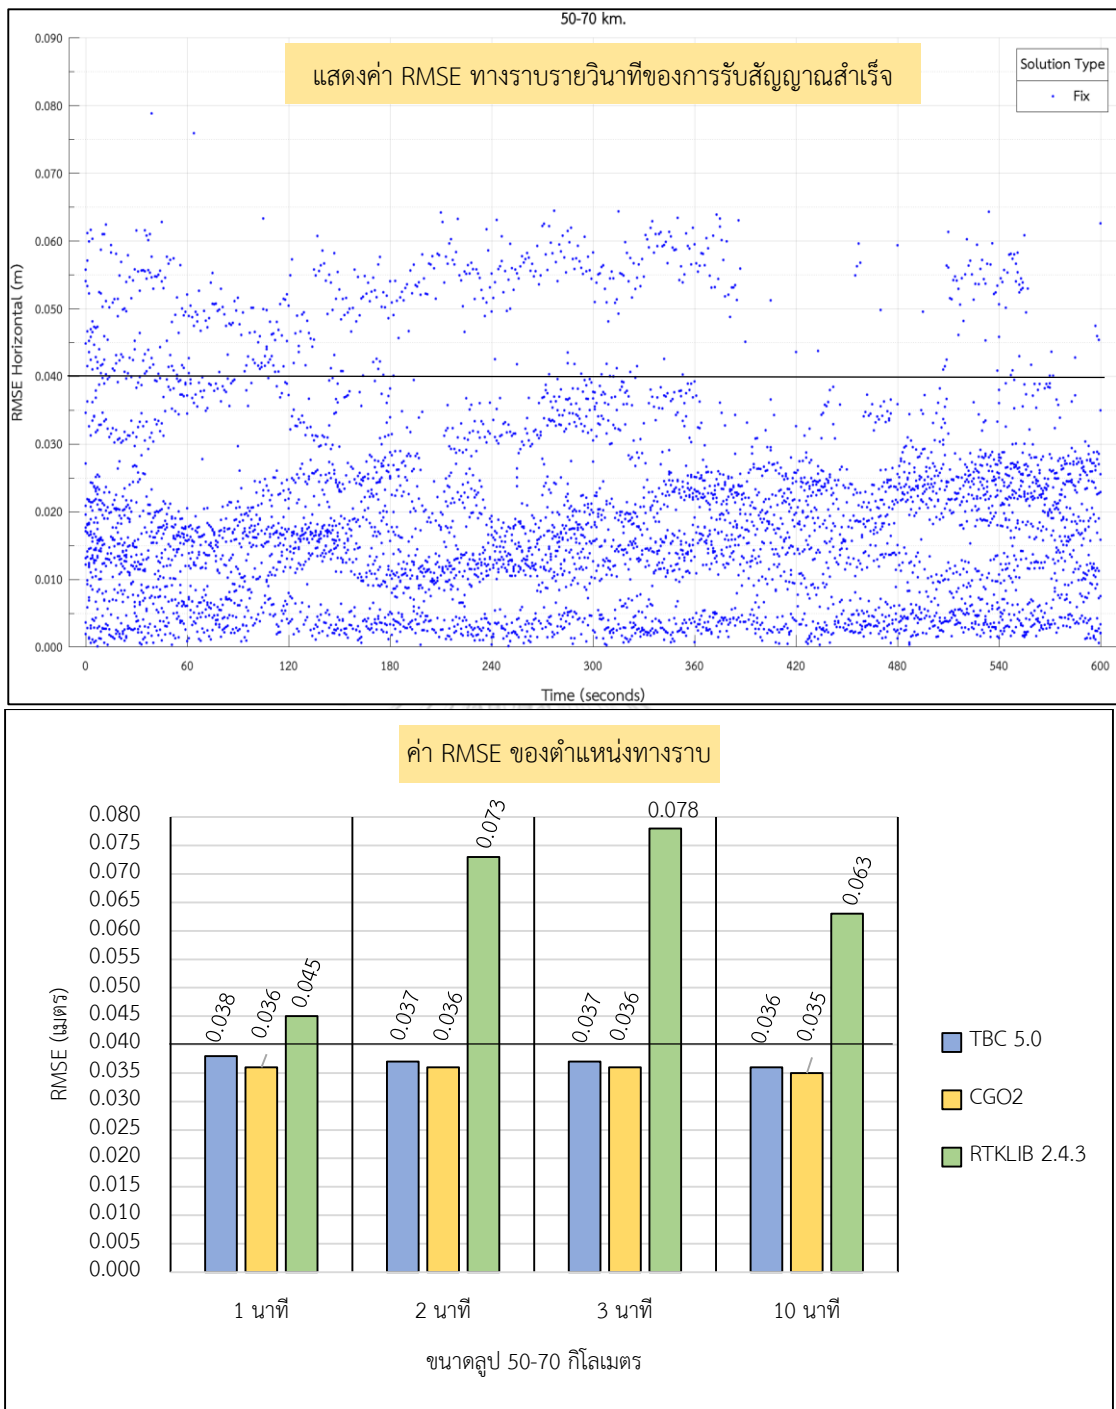 50-70 km.
แสดงค่า RMSE ทางราบรายวินาทีของการรับสัญญาณสำเร็จ
Solution Type
Fix
RMSE Horizontal (m)
0.090
0.080
0.070
0.060
0.050
0.040
0.030
0.020
0.010
0.000
0 60 120 180 240 300 360 420 480 540 600
Time (seconds)
ค่า RMSE ของตำแหน่งทางราบ
RMSE (เมตร)
0.080
0.075
0.070
0.065
0.060
0.055
0.050
0.045
0.040
0.035
0.030
0.025
0.020
0.015
0.010
0.005
0.000
0.038 0.036 0.045
0.037 0.036 0.073
0.037 0.036 0.078
0.036 0.035 0.063
1 นาที 2 นาที 3 นาที 10 นาที
ขนาดลูป 50-70 กิโลเมตร
TBC 5.0
CGO2
RTKLIB 2.4.3